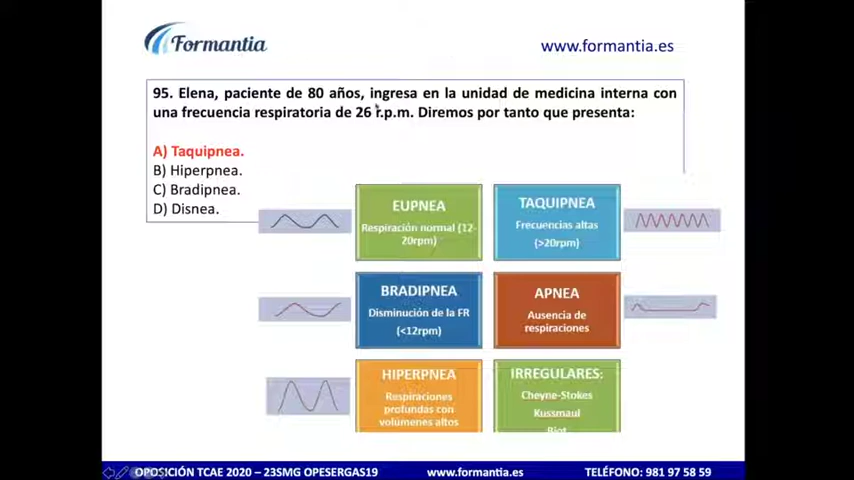 Formantia
www.formantia.es
95. Elena, paciente de 80 años, ingresa en la unidad de medicina interna con
una frecuencia respiratoria de 26 r.p.m. Diremos por tanto que presenta:
A) Taquipnea.
B) Hiperpnea.
C) Bradipnea.
D) Disnea.
EUPNEA
Respiración normal (12-
20rpm)
TAQUIPNEA
Frecuencias altas
(>20rpm)
BRADIPNEA
Disminución de la FR
(<12rpm)
APNEA
Ausencia de
respiraciones
HIPERPNEA
Respiraciones
profundas con
volúmenes altos
IRREGULARES:
Cheyne-Stokes
Kussmaul
Biot
OPOSICIÓN TCAE 2020 – 23SMG OPESERGAS19
www.formantia.es
TELÉFONO: 981 97 58 59